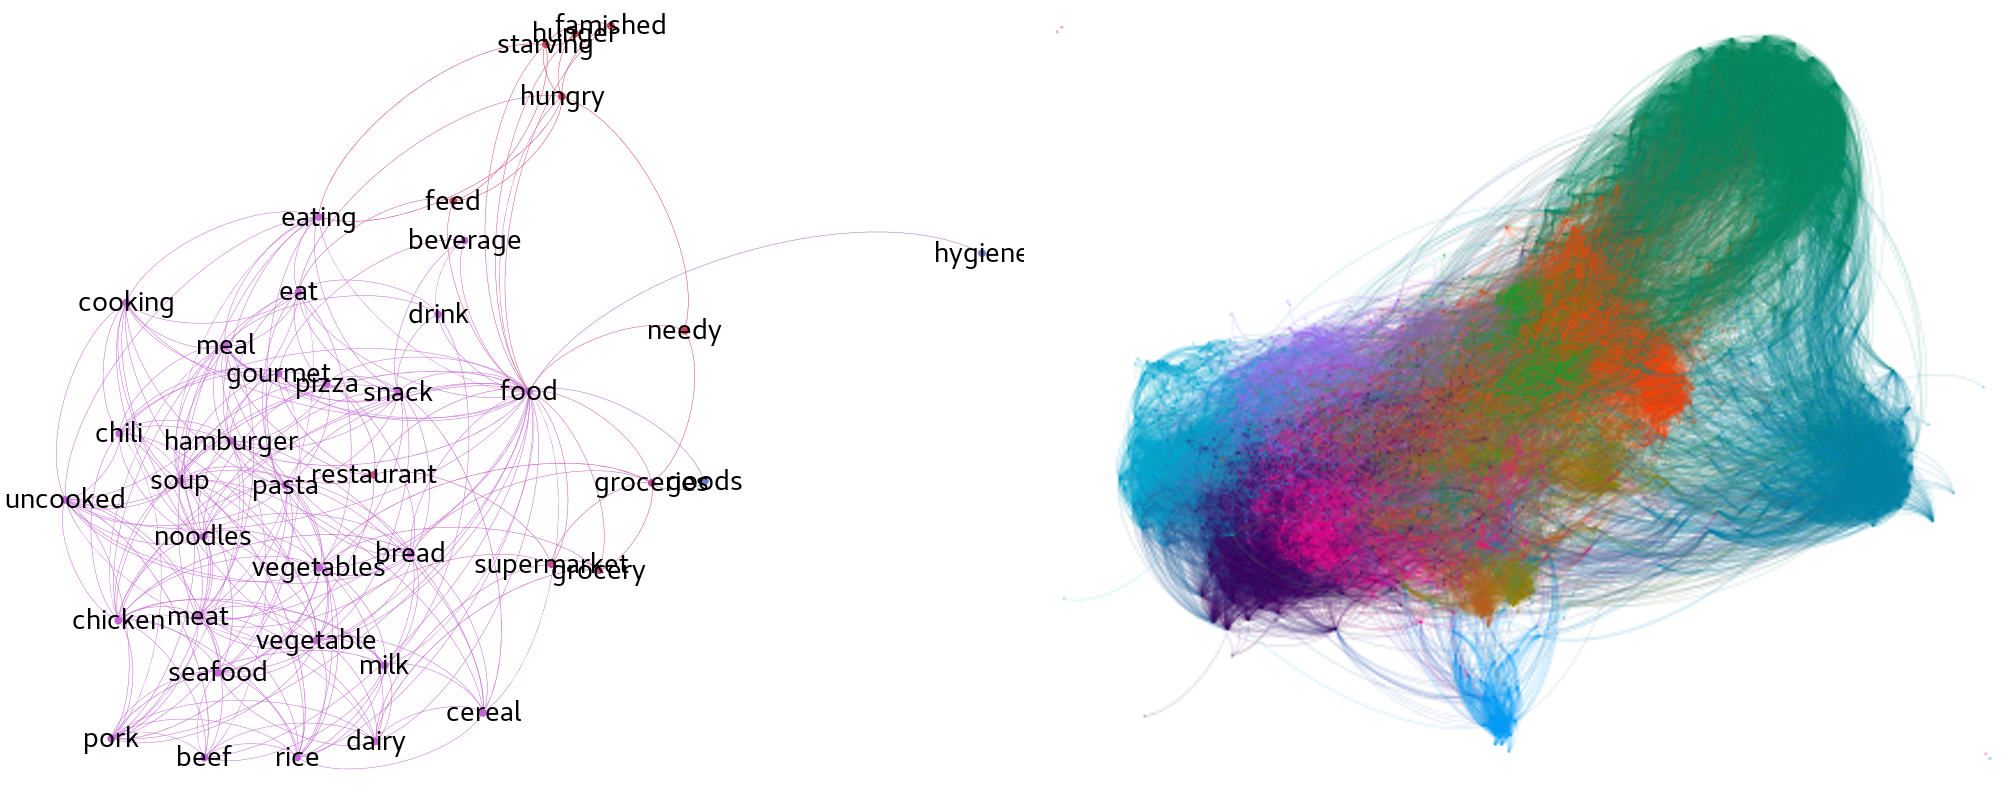 famished
hunger
starving
hungry
feed
eating
beverage
hygiene
eat
cooking
drink
needy
meal
gourmet
pizza
snack
food
chili
hamburger
restaurant
soup
pasta
groceries
goods
uncooked
noodles
bread
vegetables
supermarket
grocery
chicken
meat
vegetable
milk
seafood
cereal
pork
dairy
beef
rice